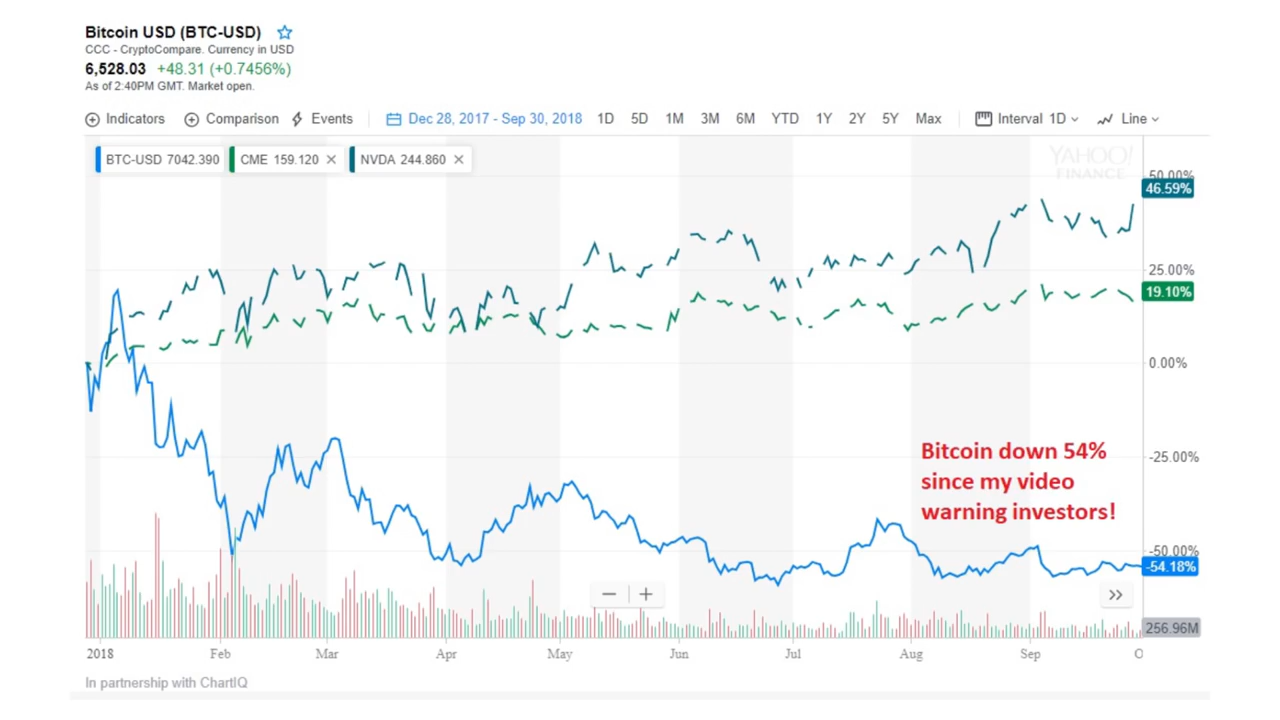 Bitcoin USD (BTC-USD)
CCC - CryptoCompare. Currency in USD
6,528.03 +48.31 (+0.7456%)
As of 2:40PM GMT. Market open.
Indicators Comparison Events Dec 28, 2017 - Sep 30, 2018 1D 5D 1M 3M 6M YTD 1Y 2Y 5Y Max Interval 1D Line
BTC-USD 7042.390 CME 159.120 NVDA 244.860
YAHOO!
FINANCE
50.00%
46.59%
25.00%
19.10%
0.00%
Bitcoin down 54%
since my video
warning investors!
-25.00%
-50.00%
-54.18%
256.96M
2018 Feb Mar Apr May Jun Jul Aug Sep O
In partnership with ChartIQ